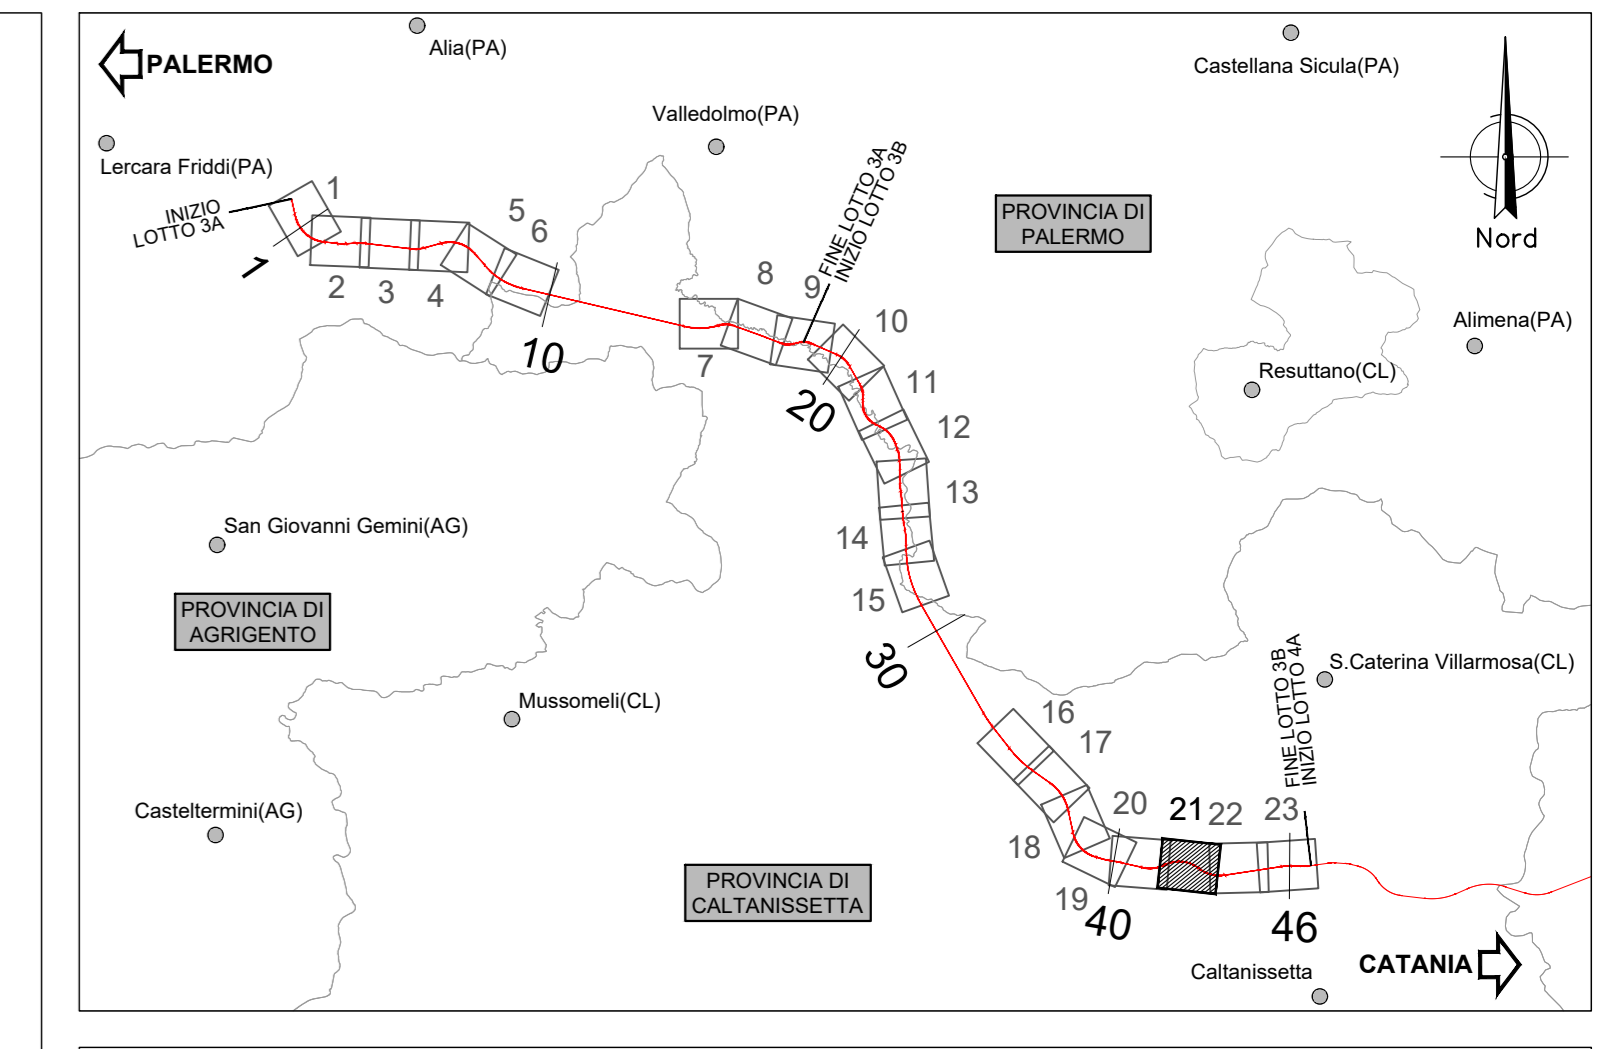 Alia(PA)
PALERMO
Castellana Sicula(PA)
Valledolmo(PA)
Lercara Friddi(PA)
INIZIO
LOTTO 3A
1
1
2
3
4
5
6
10
7
8
9
FINE LOTTO 3A
INIZIO LOTTO 3B
PROVINCIA DI
PALERMO
Nord
10
20
11
12
Alimena(PA)
Resuttano(CL)
13
14
15
San Giovanni Gemini(AG)
PROVINCIA DI
AGRIGENTO
30
Mussomeli(CL)
16
17
FINE LOTTO 3B
INIZIO LOTTO 4A
S.Caterina Villarmosa(CL)
Casteltermini(AG)
18
19
20
21
22
23
40
46
PROVINCIA DI
CALTANISSETTA
Caltanissetta
CATANIA